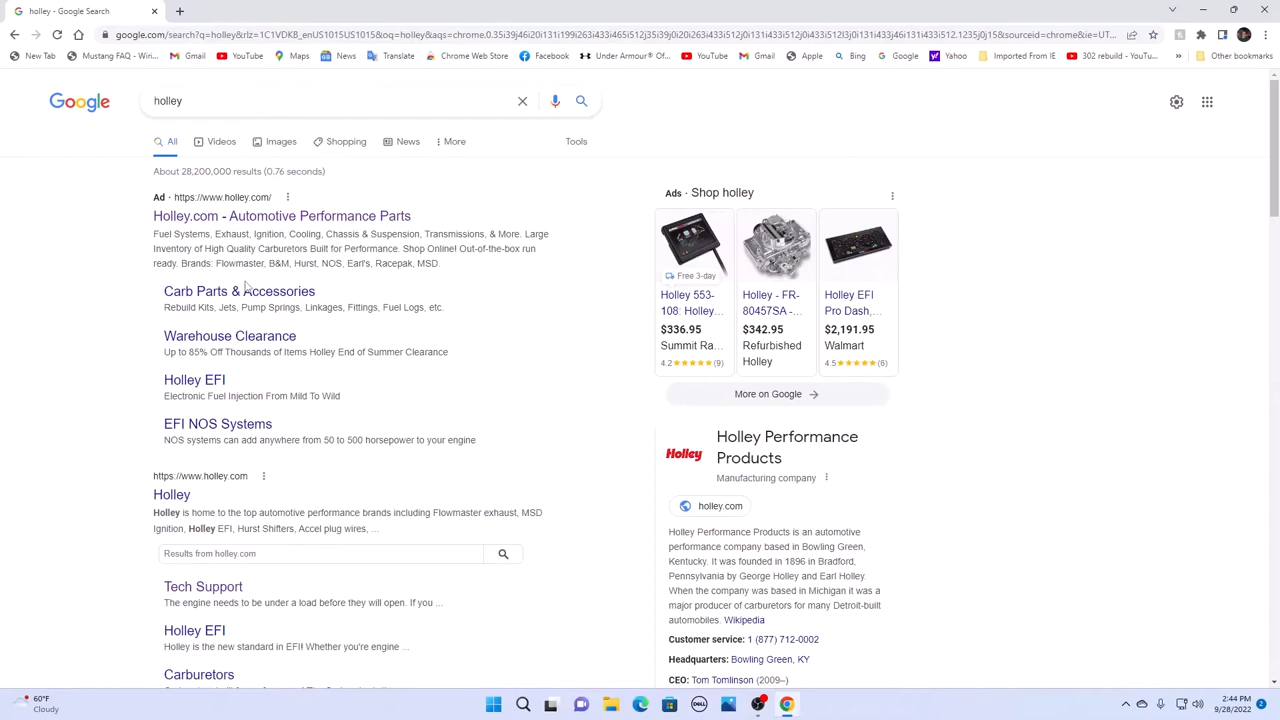 holley - Google Search
google.com/search?q=holley&rlz=1C1VDKB_enUS1015US1015&oq=holley&aqs=chrome.0.35i39j46i20i131i199i263i433i465i512j35i39j0i20i131i263i433i512j0i131i433i512j0i433i512j0i131i433j46i131i433i512.1235j0j15&sourceid=chrome&ie=UT...
New Tab
Mustang FAQ - Wiri...
Gmail
YouTube
Maps
News
Translate
Chrome Web Store
Facebook
Under Armour® Of...
YouTube
Gmail
Apple
Bing
Google
Yahoo
Imported From IE
302 rebuild - YouTu...
»
Other bookmarks
Google
holley
All
Videos
Images
Shopping
News
More
Tools
About 28,200,000 results (0.76 seconds)
Ad · https://www.holley.com/
Holley.com - Automotive Performance Parts
Fuel Systems, Exhaust, Ignition, Cooling, Chassis & Suspension, Transmissions, & More. Large
Inventory of High Quality Carburetors Built for Performance. Shop Online! Out-of-the-box run
ready. Brands: Flowmaster, B&M, Hurst, NOS, Earl's, Racepak, MSD.
Carb Parts & Accessories
Rebuild Kits, Jets, Pump Springs, Linkages, Fittings, Fuel Logs, etc.
Warehouse Clearance
Up to 85% Off Thousands of Items Holley End of Summer Clearance
Holley EFI
Electronic Fuel Injection From Mild To Wild
EFI NOS Systems
NOS systems can add anywhere from 50 to 500 horsepower to your engine
https://www.holley.com
Holley
Holley is home to the top automotive performance brands including Flowmaster exhaust, MSD
Ignition, Holley EFI, Hurst Shifters, Accel plug wires, ...
Results from holley.com
Tech Support
The engine needs to be under a load before they will open. If you ...
Holley EFI
Holley is the new standard in EFI! Whether you're engine ...
Carburetors
Ads · Shop holley
Free 3-day
Holley 553-
108: Holley...
$336.95
Summit Ra...
4.2 ★★★★★ (9)
Holley - FR-
80457SA -...
$342.95
Refurbished
Holley
Holley EFI
Pro Dash,...
$2,191.95
Walmart
4.5 ★★★★★ (6)
More on Google
Holley
Holley Performance
Products
Manufacturing company
holley.com
Holley Performance Products is an automotive
performance company based in Bowling Green,
Kentucky. It was founded in 1896 in Bradford,
Pennsylvania by George Holley and Earl Holley.
When the company was based in Michigan it was a
major producer of carburetors for many Detroit-built
automobiles. Wikipedia
Customer service: 1 (877) 712-0002
Headquarters: Bowling Green, KY
CEO: Tom Tomlinson (2009–)
60°F
Cloudy
DELL
2:44 PM
9/28/2022
2